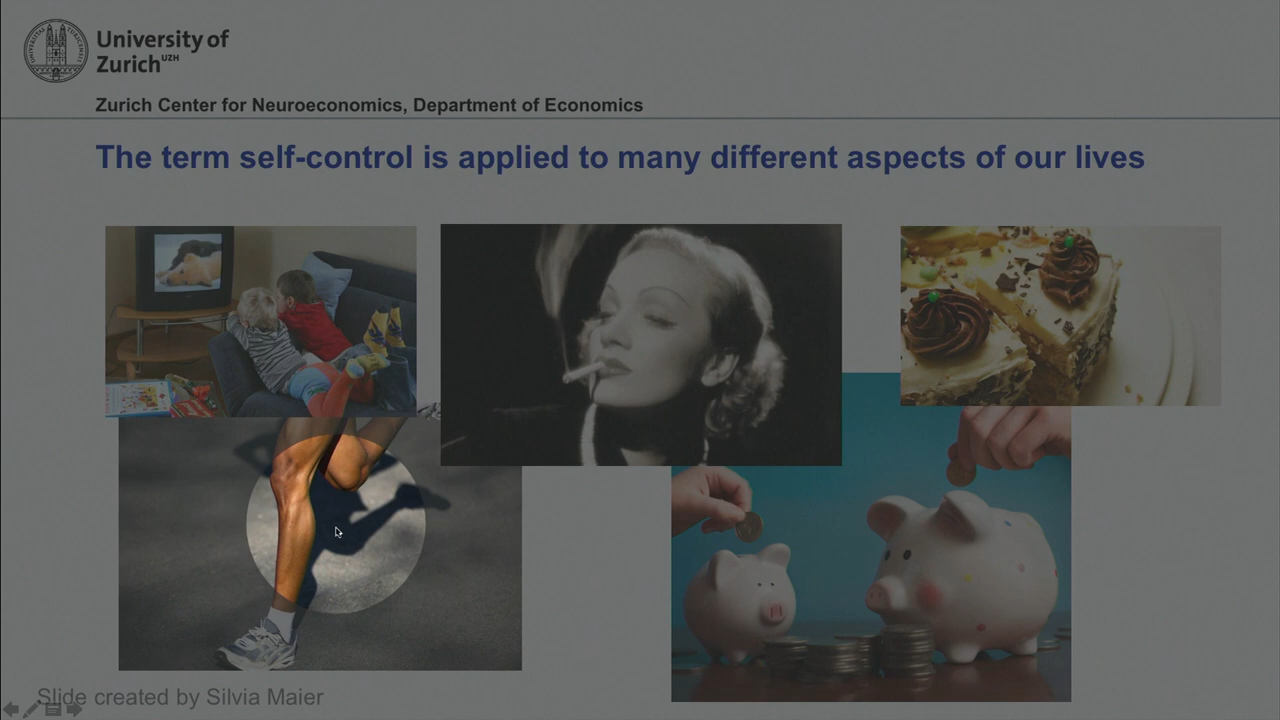 University of
Zurich UZH
Zurich Center for Neuroeconomics, Department of Economics
The term self-control is applied to many different aspects of our lives
Slide created by Silvia Maier